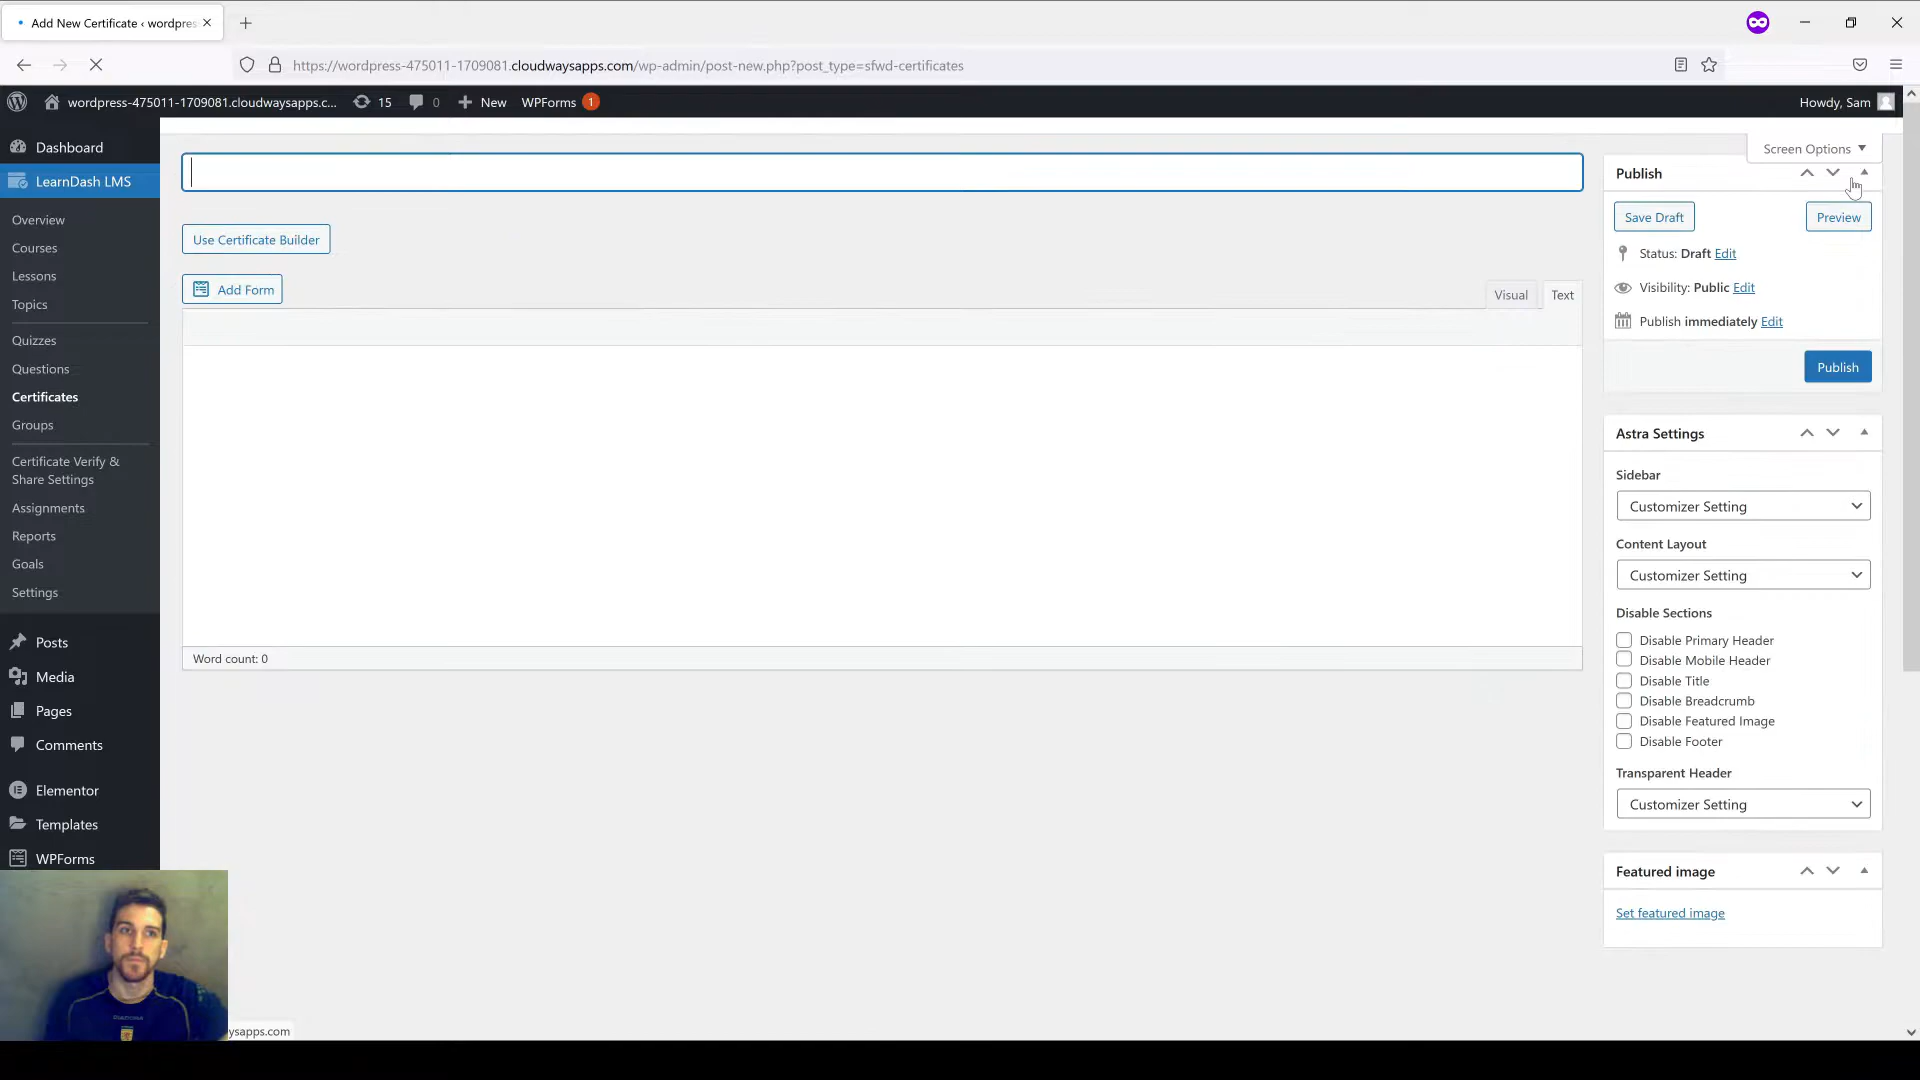 Add New Certificate ‹ wordpres
https://wordpress-475011-1709081.cloudwaysapps.com/wp-admin/post-new.php?post_type=sfwd-certificates
wordpress-475011-1709081.cloudwaysapps.c...
15
0
New
WPForms
1
Howdy, Sam
Screen Options
Dashboard
LearnDash LMS
Overview
Courses
Lessons
Topics
Quizzes
Questions
Certificates
Groups
Certificate Verify &
Share Settings
Assignments
Reports
Goals
Settings
Posts
Media
Pages
Comments
Elementor
Templates
WPForms
Use Certificate Builder
Add Form
Visual
Text
Word count: 0
Publish
Save Draft
Preview
Status: Draft Edit
Visibility: Public Edit
Publish immediately Edit
Publish
Astra Settings
Sidebar
Customizer Setting
Content Layout
Customizer Setting
Disable Sections
Disable Primary Header
Disable Mobile Header
Disable Title
Disable Breadcrumb
Disable Featured Image
Disable Footer
Transparent Header
Customizer Setting
Featured image
Set featured image
ysapps.com